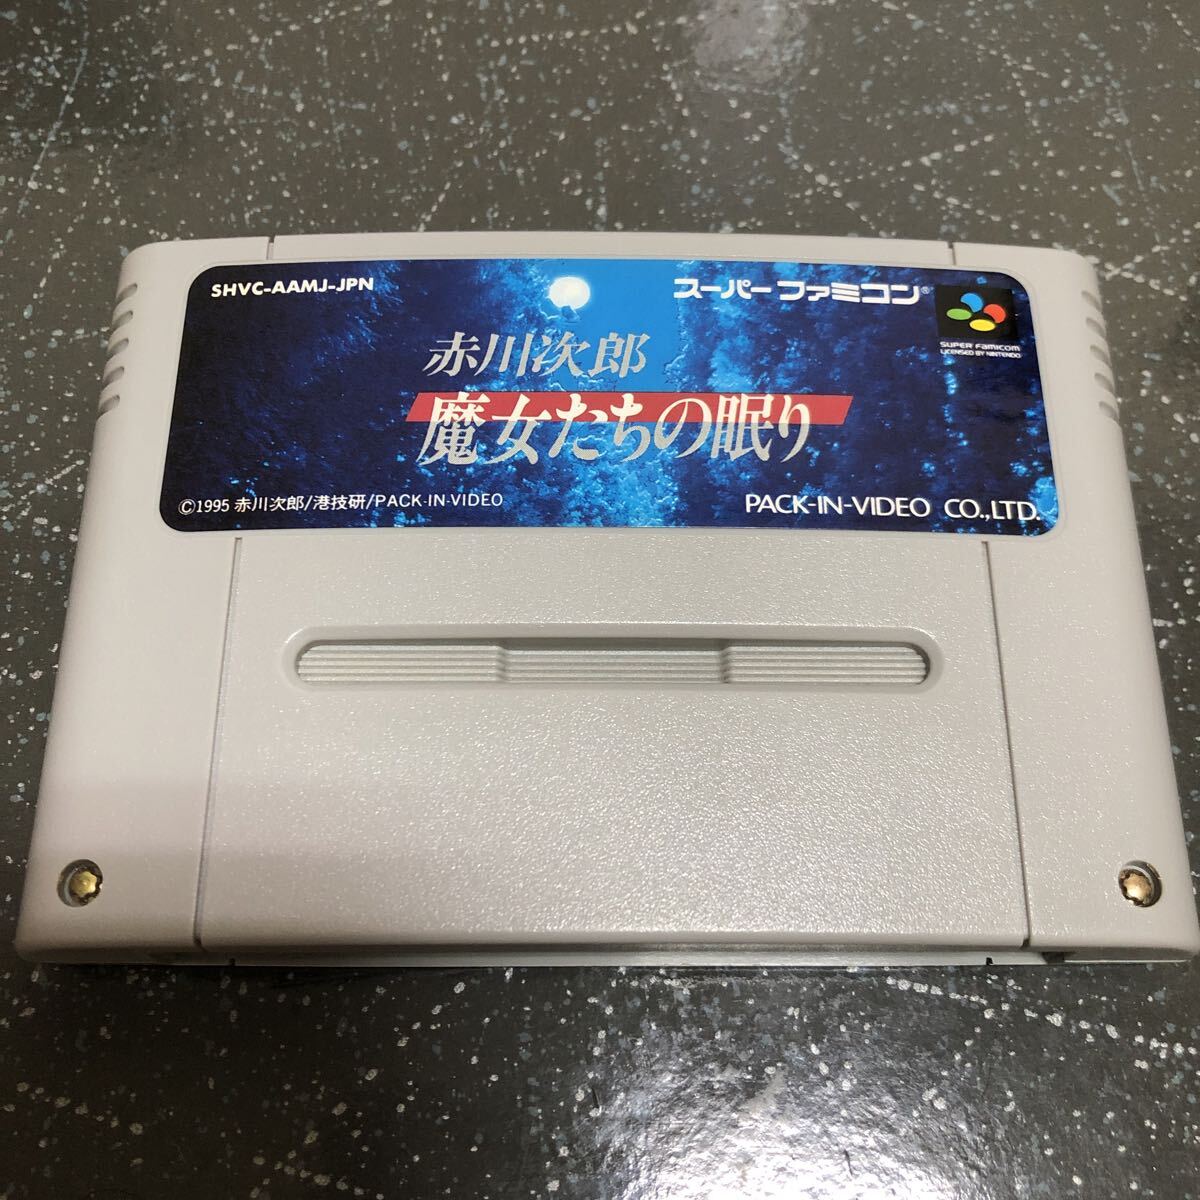 SHVC-AAMJ-JPN
スーパーファミコン®
SUPER FAMICOM
LICENSED BY NINTENDO
赤川次郎
魔女たちの眠り
©1995 赤川次郎/港技研/PACK-IN-VIDEO
PACK-IN-VIDEO CO.,LTD.